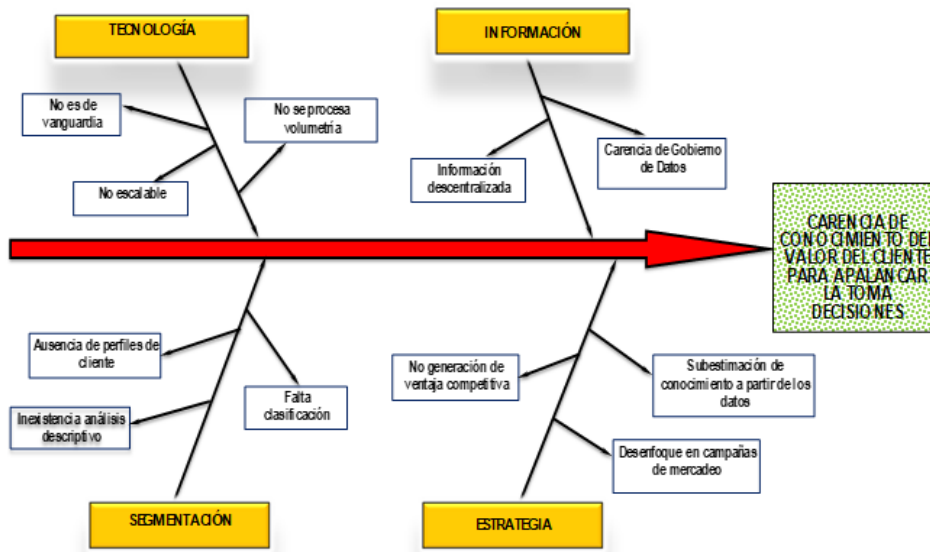 TECNOLOGÍA
INFORMACIÓN
No es de
vanguardia
No se procesa
volumetría
No escalable
Información
descentralizada
Carencia de Gobierno
de Datos
CARENCIA DE
CONOCIMIENTO DEL
VALOR DEL CLIENTE
PARA APALANCAR
LA TOMA
DECISIONES
Ausencia de perfiles de
cliente
Inexistencia análisis
descriptivo
Falta
clasificación
No generación de
ventaja competitiva
Subestimación de
conocimiento a partir de los
datos
Desenfoque en campañas
de mercadeo
SEGMENTACIÓN
ESTRATEGIA